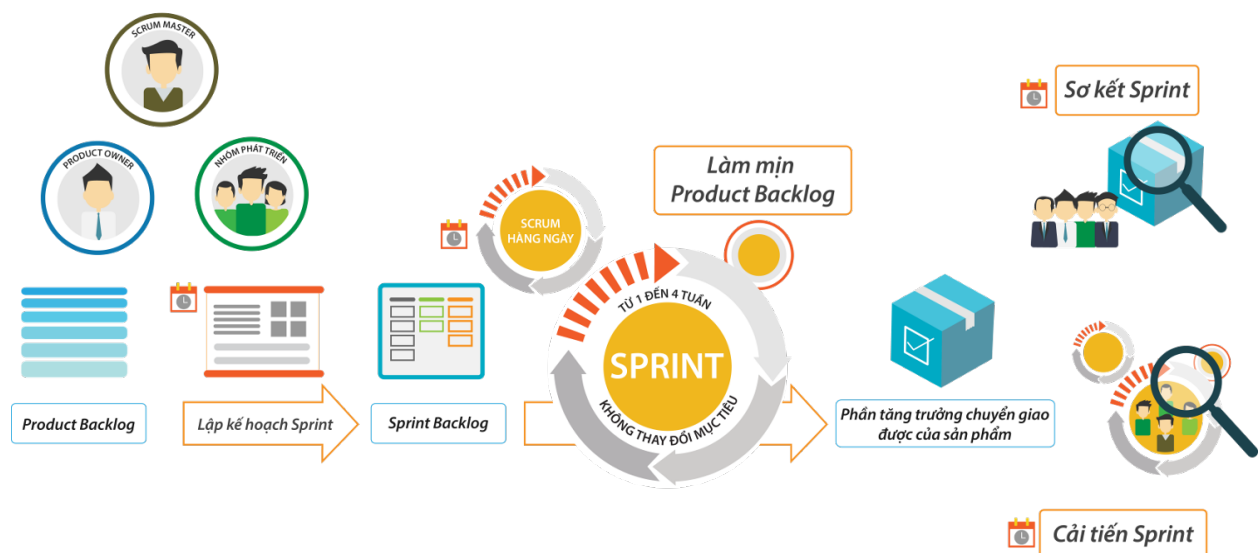 SCRUM MASTER
PRODUCT OWNER
NHÓM PHÁT TRIỂN
Product Backlog
Lập kế hoạch Sprint
Sprint Backlog
SCRUM
HÀNG NGÀY
Làm mịn
Product Backlog
TỪ 1 ĐẾN 4 TUẦN
SPRINT
KHÔNG THAY ĐỔI MỤC TIÊU
Phần tăng trưởng chuyển giao
được của sản phẩm
Sơ kết Sprint
Cải tiến Sprint